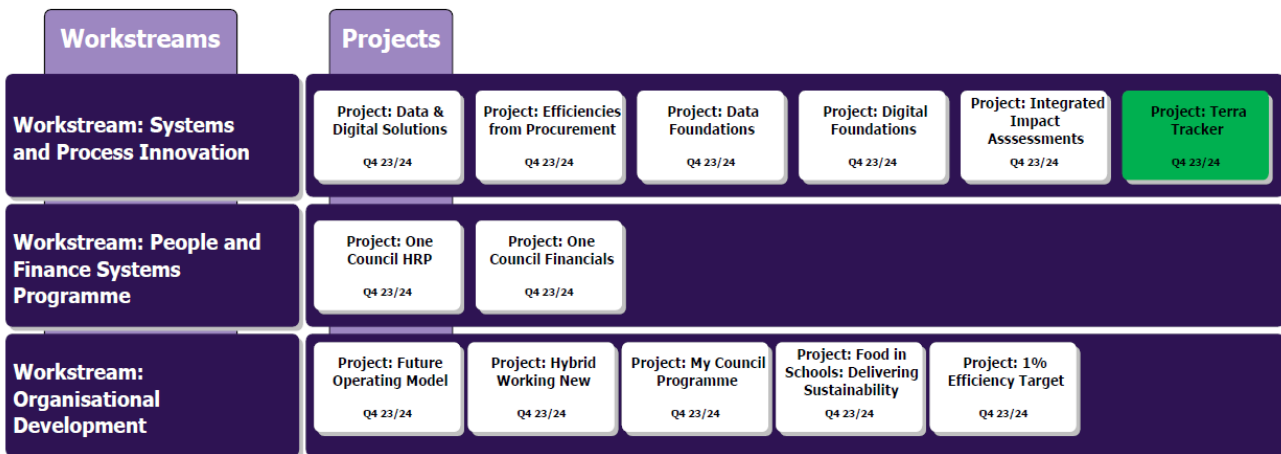 Workstreams
Projects
Workstream: Systems
and Process Innovation
Project: Data &
Digital Solutions
Q4 23/24
Project: Efficiencies
from Procurement
Q4 23/24
Project: Data
Foundations
Q4 23/24
Project: Digital
Foundations
Q4 23/24
Project: Integrated
Impact
Asssessments
Q4 23/24
Project: Terra
Tracker
Q4 23/24
Workstream: People and
Finance Systems
Programme
Project: One
Council HRP
Q4 23/24
Project: One
Council Financials
Q4 23/24
Workstream:
Organisational
Development
Project: Future
Operating Model
Q4 23/24
Project: Hybrid
Working New
Q4 23/24
Project: My Council
Programme
Q4 23/24
Project: Food in
Schools: Delivering
Sustainability
Q4 23/24
Project: 1%
Efficiency Target
Q4 23/24